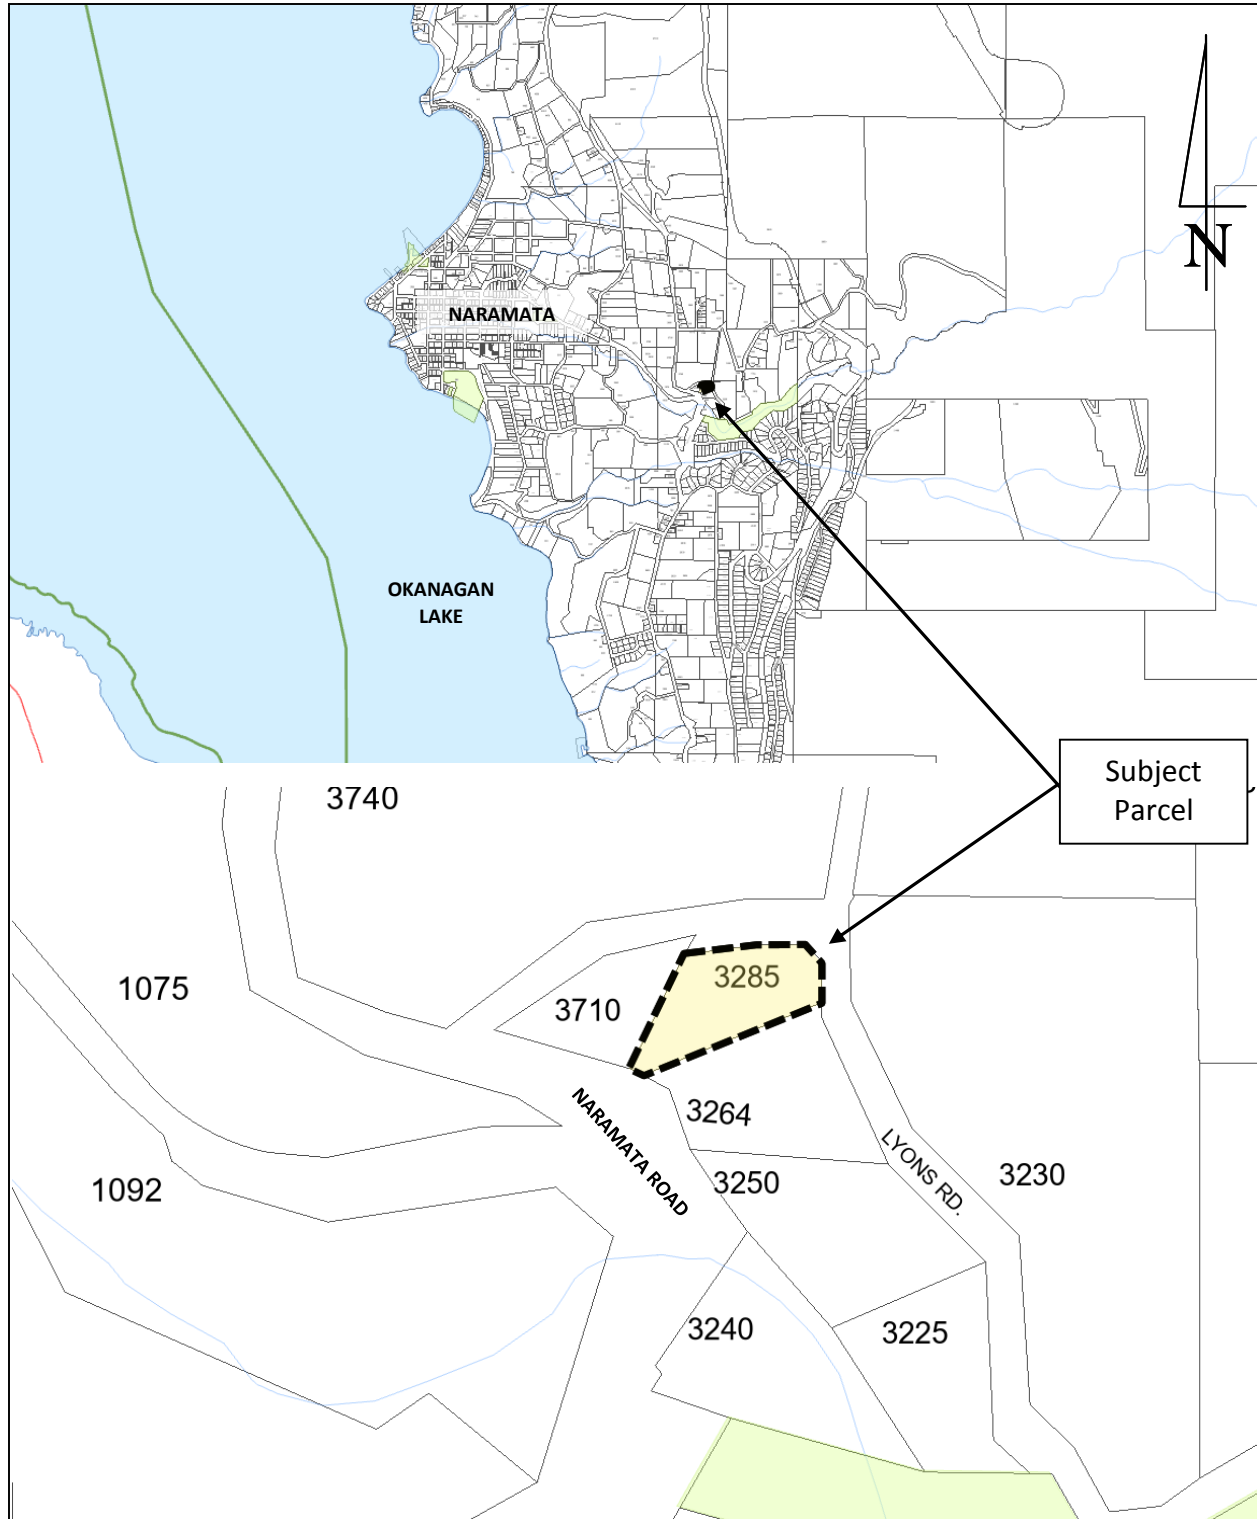 N
NARAMATA
OKANAGAN
LAKE
Subject
Parcel
3740
1075
3285
3710
NARAMATA ROAD
3264
LYONS RD.
3230
3250
1092
3240
3225